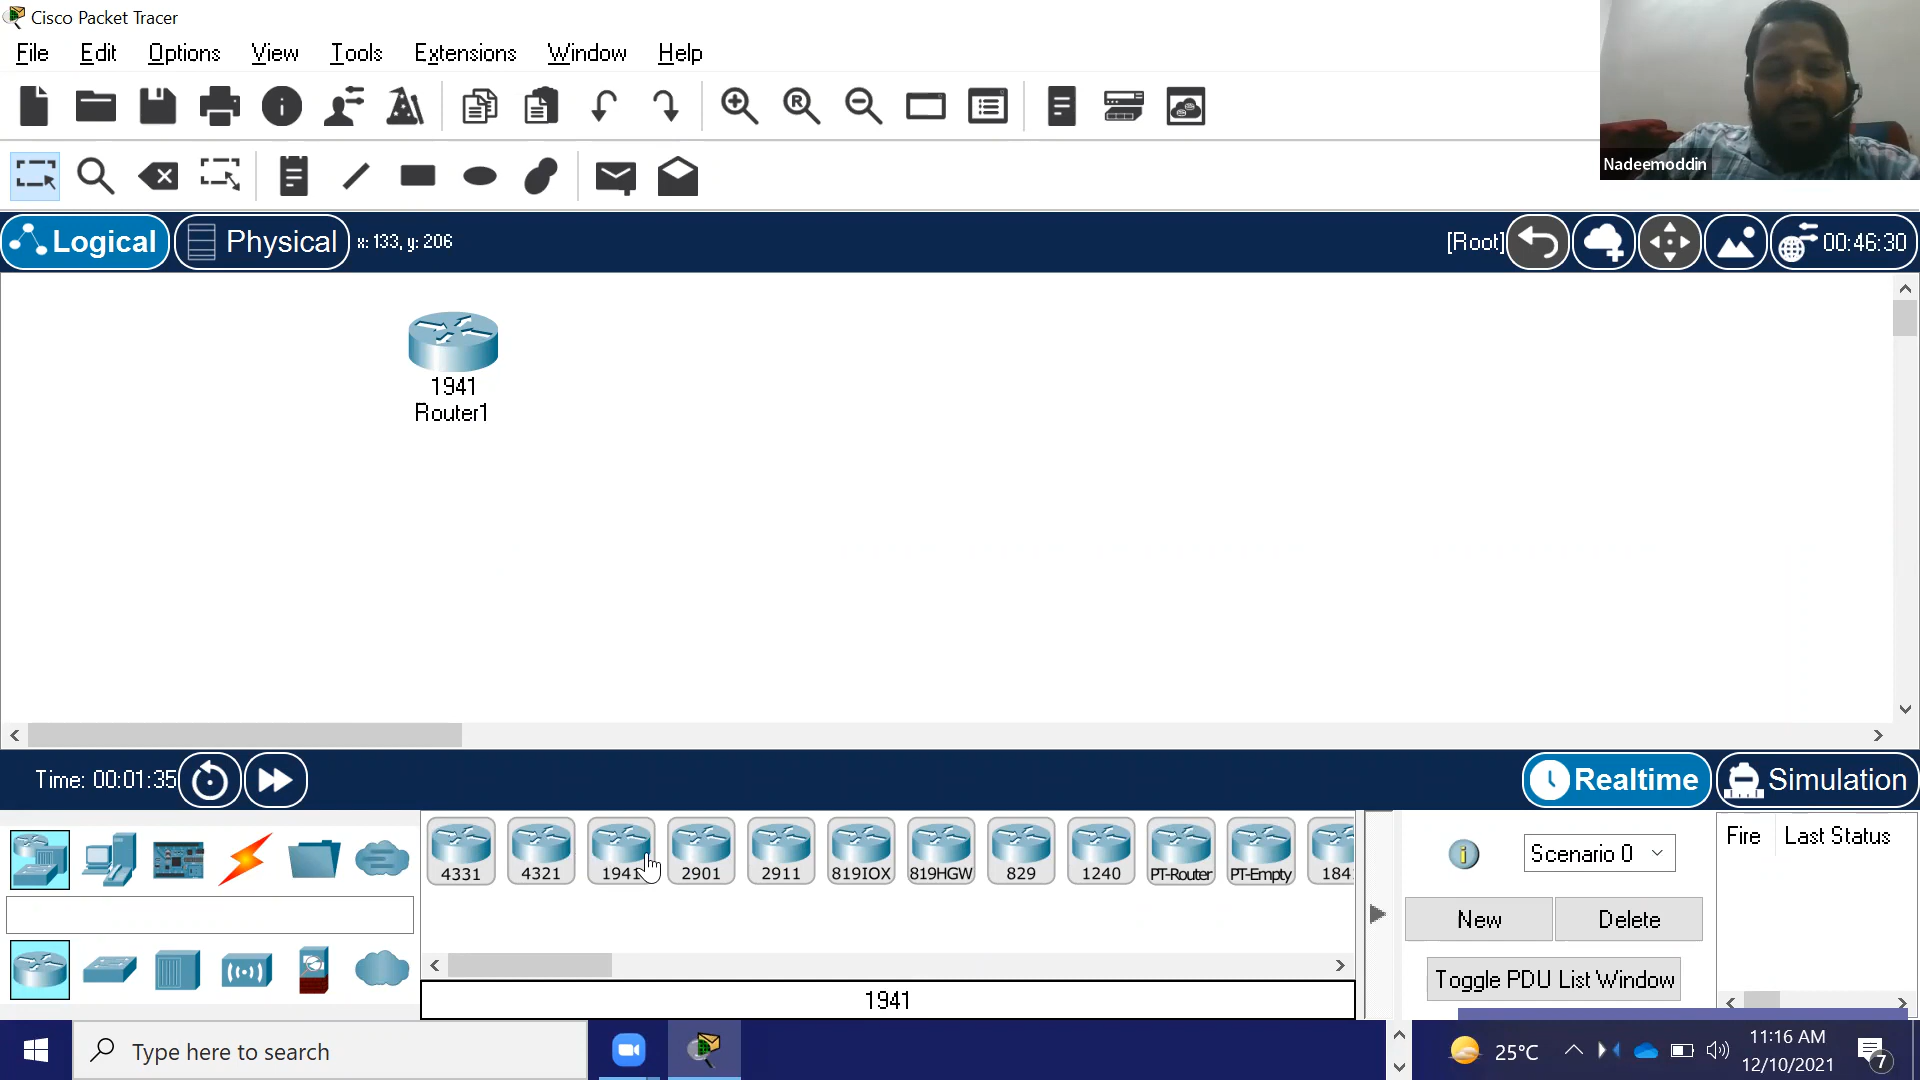 Cisco Packet Tracer
File Edit Options View Tools Extensions Window Help
Nadeemoddin
Logical Physical x: 133, y: 206 [Root] 00:46:30
1941
Router1
Time: 00:01:35 Realtime Simulation
4331 4321 1941 2901 2911 819IOX 819HGW 829 1240 PT-Router PT-Empty 184
Scenario 0
Fire Last Status
New Delete
Toggle PDU List Window
1941
Type here to search
25°C
11:16 AM
12/10/2021
7